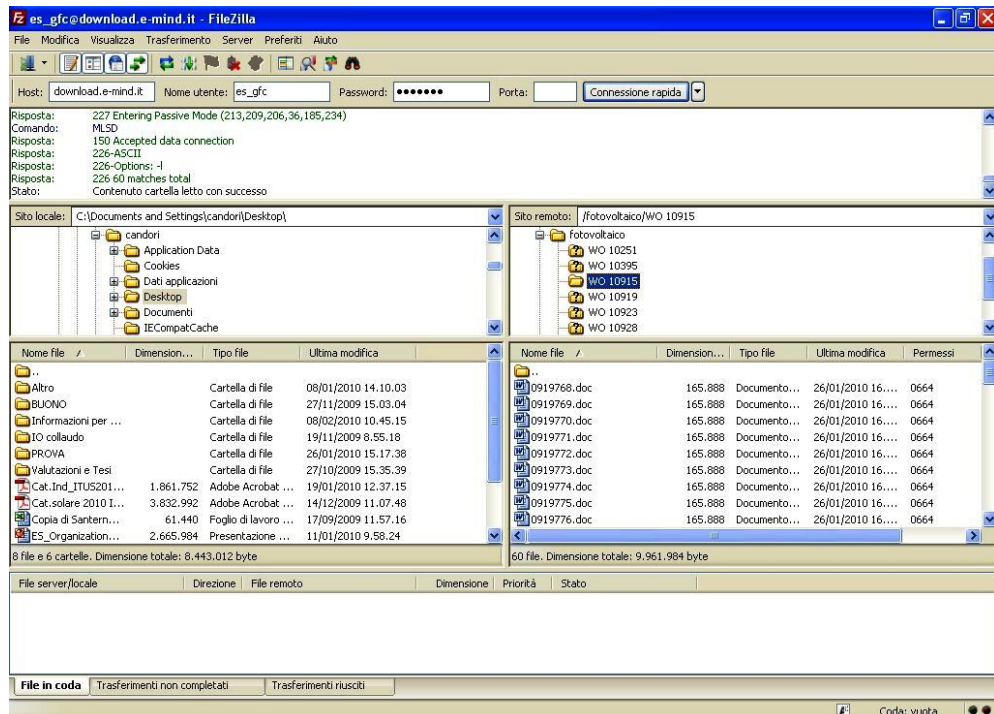 es_gfc@download.e-mind.it - FileZilla
File Modifica Visualizza Trasferimento Server Preferiti Aiuto
Host: download.e-mind.it Nome utente: es_gfc Password: ●●●●●●● Porta: Connessione rapida
Risposta: 227 Entering Passive Mode (213,209,206,36,185,234)
Comando: MLSD
Risposta: 150 Accepted data connection
Risposta: 226-ASCII
Risposta: 226-Options: -l
Risposta: 226 60 matches total
Stato: Contenuto cartella letto con successo
Sito locale: C:\Documents and Settings\candori\Desktop\
candori
Application Data
Cookies
Dati applicazioni
Desktop
Documenti
IECompatCache
Sito remoto: /fotovoltaico/WO 10915
fotovoltaico
WO 10251
WO 10395
WO 10915
WO 10919
WO 10923
WO 10928
Nome file Dimension... Tipo file Ultima modifica
..
Altro Cartella di file 08/01/2010 14.10.03
BUONO Cartella di file 27/11/2009 15.03.04
Informazioni per ... Cartella di file 08/02/2010 10.45.15
IO collaudo Cartella di file 19/11/2009 8.55.18
PROVA Cartella di file 26/01/2010 15.17.38
Valutazioni e Tesi Cartella di file 27/10/2009 15.35.39
Cat.Ind_ITUS201... 1.861.752 Adobe Acrobat ... 19/01/2010 12.37.15
Cat.solare 2010 I... 3.832.992 Adobe Acrobat ... 14/12/2009 11.07.48
Copia di Santern... 61.440 Foglio di lavoro ... 17/09/2009 11.57.16
ES_Organization... 2.665.984 Presentazione ... 11/01/2010 9.58.24
8 file e 6 cartelle. Dimensione totale: 8.443.012 byte
Nome file Dimension... Tipo file Ultima modifica Permessi
..
0919768.doc 165.888 Documento... 26/01/2010 16.... 0664
0919769.doc 165.888 Documento... 26/01/2010 16.... 0664
0919770.doc 165.888 Documento... 26/01/2010 16.... 0664
0919771.doc 165.888 Documento... 26/01/2010 16.... 0664
0919772.doc 165.888 Documento... 26/01/2010 16.... 0664
0919773.doc 165.888 Documento... 26/01/2010 16.... 0664
0919774.doc 165.888 Documento... 26/01/2010 16.... 0664
0919775.doc 165.888 Documento... 26/01/2010 16.... 0664
0919776.doc 165.888 Documento... 26/01/2010 16.... 0664
60 file. Dimensione totale: 9.961.984 byte
File server/locale Direzione File remoto Dimensione Priorità Stato
File in coda Trasferimenti non completati Trasferimenti riusciti
Coda: vuota